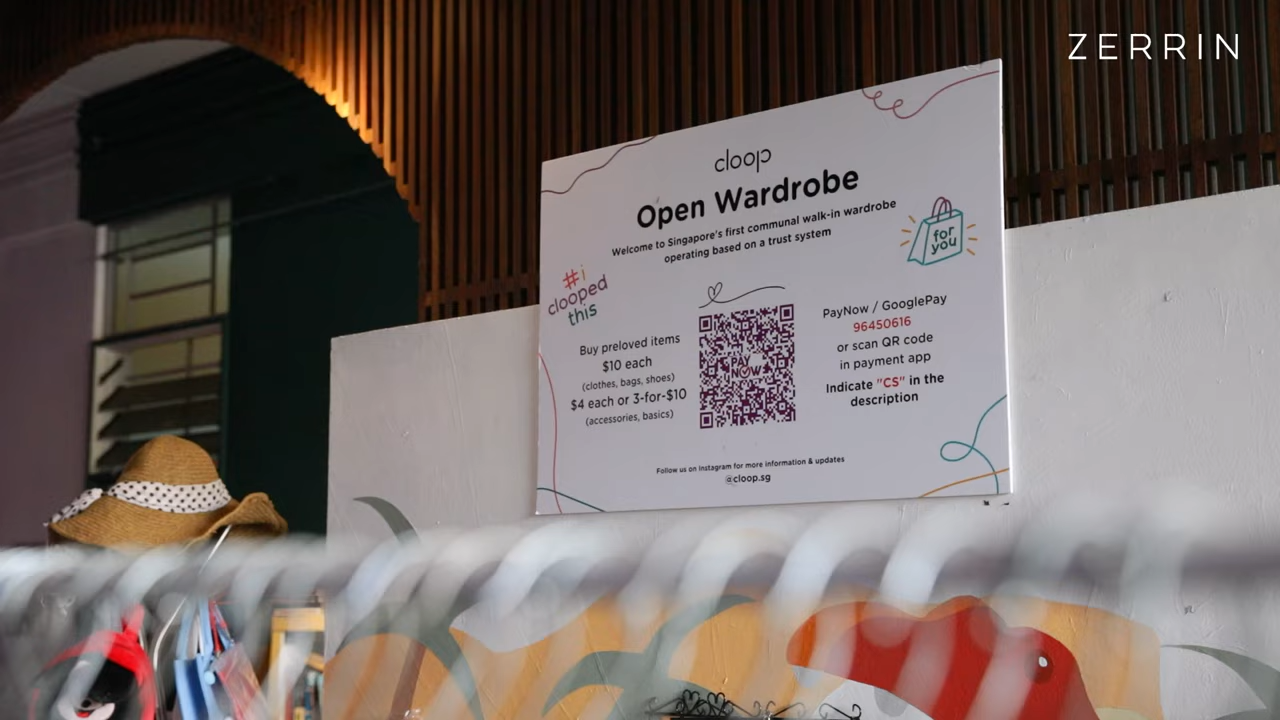 ZERRIN
cloop
Open Wardrobe
Welcome to Singapore's first communal walk-in wardrobe
operating based on a trust system
for
you
#i
clooped
this
Buy preloved items
$10 each
(clothes, bags, shoes)
$4 each or 3-for-$10
(accessories, basics)
PAY
NOW
PayNow / GooglePay
96450616
or scan QR code
in payment app
Indicate "CS" in the
description
Follow us on Instagram for more information & updates
@cloop.sg